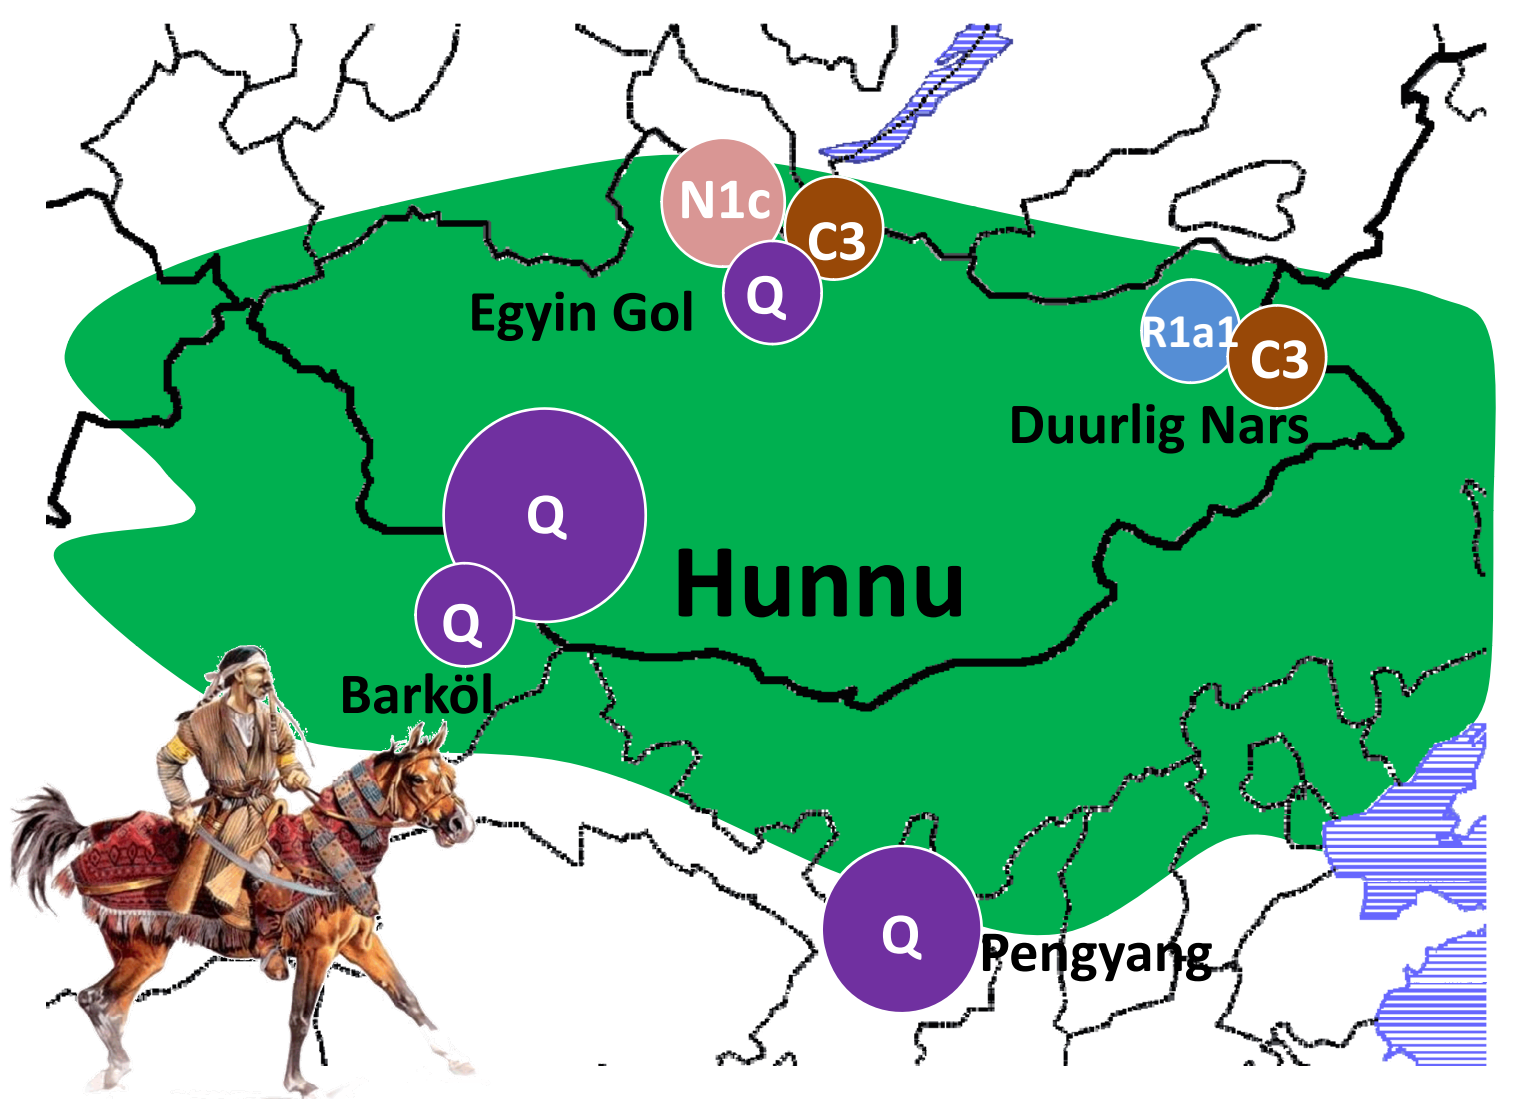 N1c
C3
Q
Egyin Gol
R1a1
C3
Duurlig Nars
Q
Hunnu
Q
Barköl
Q
Pengyang